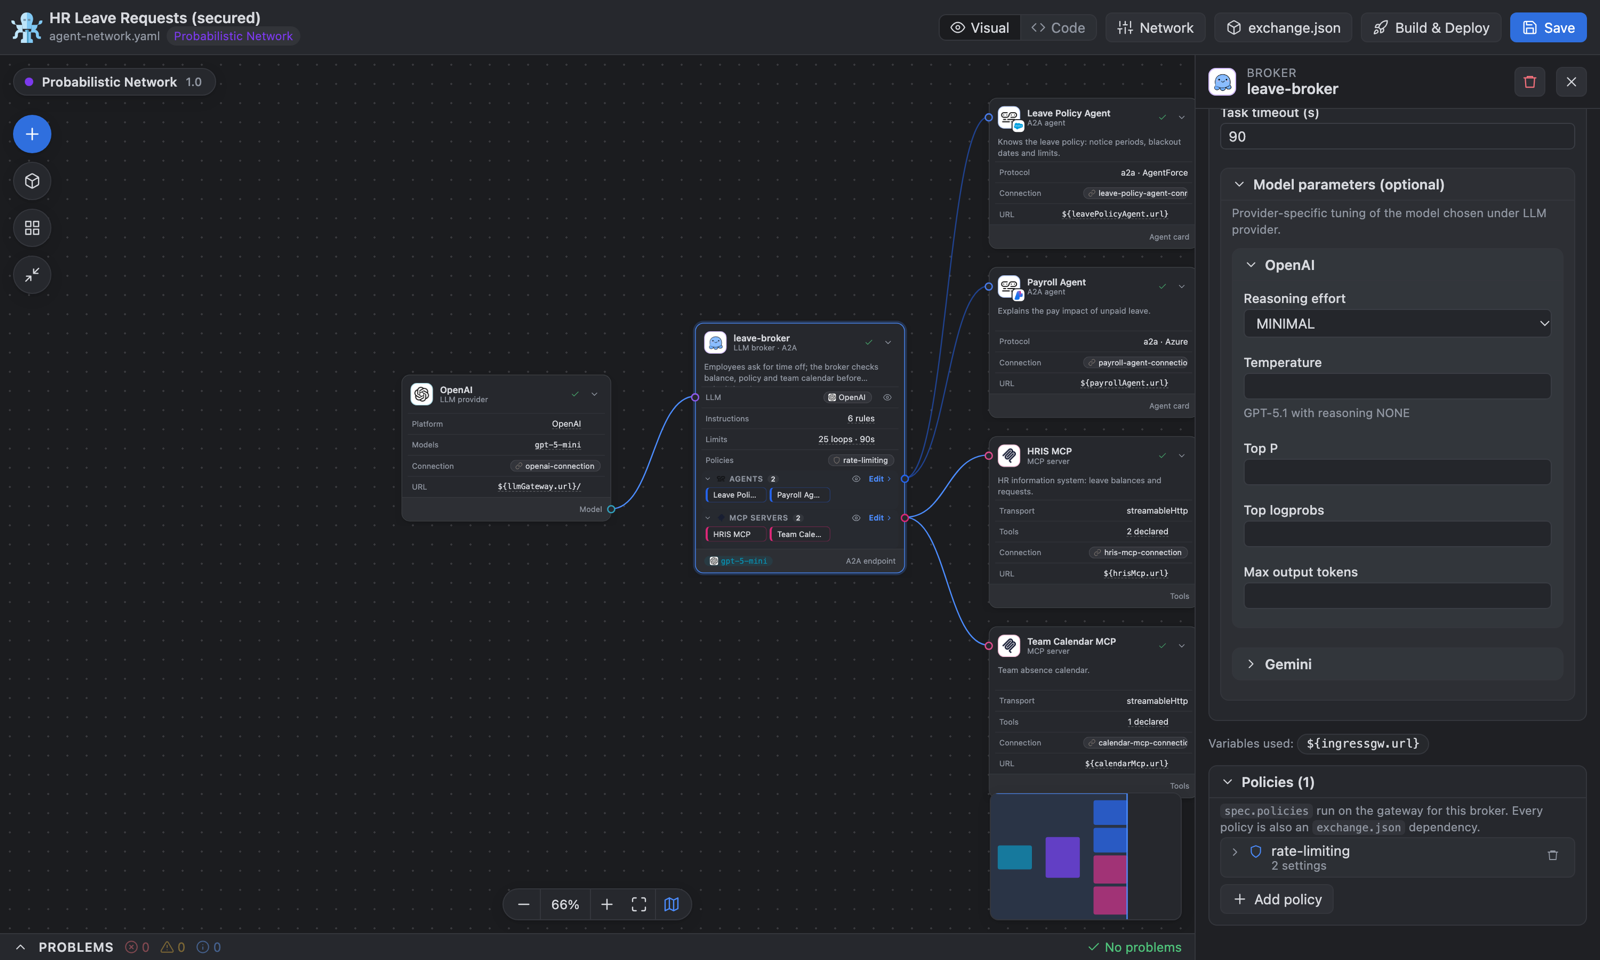 HR Leave Requests (secured)
agent-network.yaml
Probabilistic Network
Visual
Code
Network
exchange.json
Build & Deploy
Save
Probabilistic Network 1.0
OpenAI
LLM provider
Platform OpenAI
Models gpt-5-mini
Connection openai-connection
URL ${llmGateway.url}/
Model
leave-broker
LLM broker · A2A
Employees ask for time off; the broker checks
balance, policy and team calendar before...
LLM OpenAI
Instructions 6 rules
Limits 25 loops · 90s
Policies rate-limiting
AGENTS 2 Edit
Leave Poli... Payroll Ag...
MCP SERVERS 2 Edit
HRIS MCP Team Cale...
gpt-5-mini A2A endpoint
Leave Policy Agent
A2A agent
Knows the leave policy: notice periods, blackout
dates and limits.
Protocol a2a · AgentForce
Connection leave-policy-agent-conn
URL ${leavePolicyAgent.url}
Agent card
Payroll Agent
A2A agent
Explains the pay impact of unpaid leave.
Protocol a2a · Azure
Connection payroll-agent-connectio
URL ${payrollAgent.url}
Agent card
HRIS MCP
MCP server
HR information system: leave balances and
requests.
Transport streamableHttp
Tools 2 declared
Connection hris-mcp-connection
URL ${hrisMcp.url}
Tools
Team Calendar MCP
MCP server
Team absence calendar.
Transport streamableHttp
Tools 1 declared
Connection calendar-mcp-connectic
URL ${calendarMcp.url}
Tools
66%
PROBLEMS 0 0 0
No problems
BROKER
leave-broker
Task timeout (s)
90
Model parameters (optional)
Provider-specific tuning of the model chosen under LLM
provider.
OpenAI
Reasoning effort
MINIMAL
Temperature
GPT-5.1 with reasoning NONE
Top P
Top logprobs
Max output tokens
Gemini
Variables used: ${ingressgw.url}
Policies (1)
spec.policies run on the gateway for this broker. Every
policy is also an exchange.json dependency.
rate-limiting
2 settings
Add policy